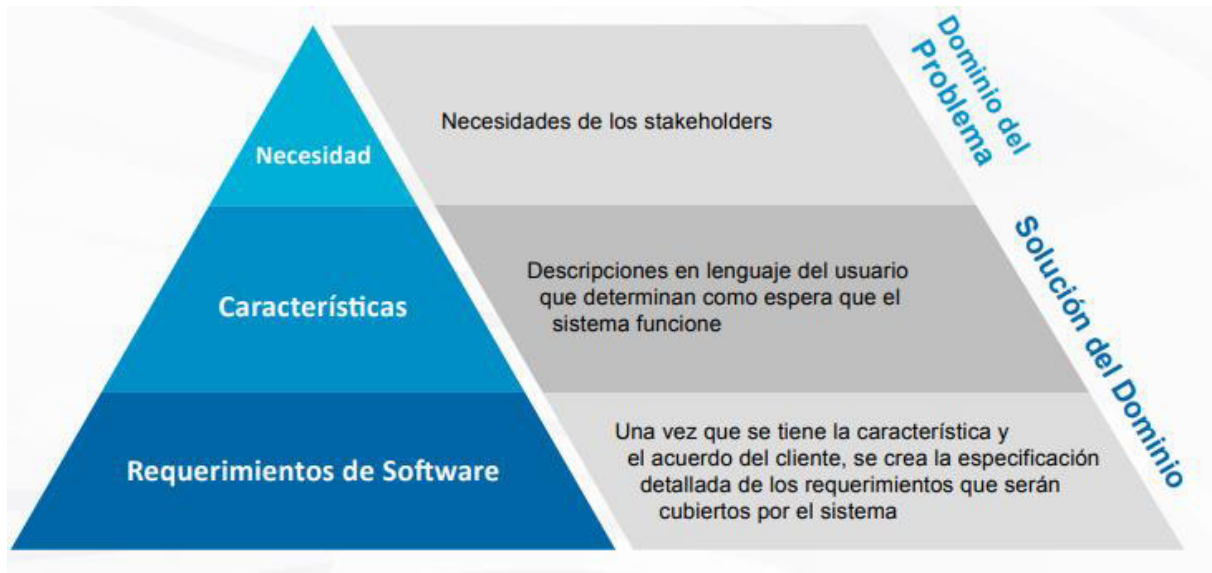 Dominio del
Problema
Necesidades de los stakeholders
Necesidad
Descripciones en lenguaje del usuario
que determinan como espera que el
sistema funcione
Características
Solución del Dominio
Una vez que se tiene la característica y
el acuerdo del cliente, se crea la especificación
detallada de los requerimientos que serán
cubiertos por el sistema
Requerimientos de Software